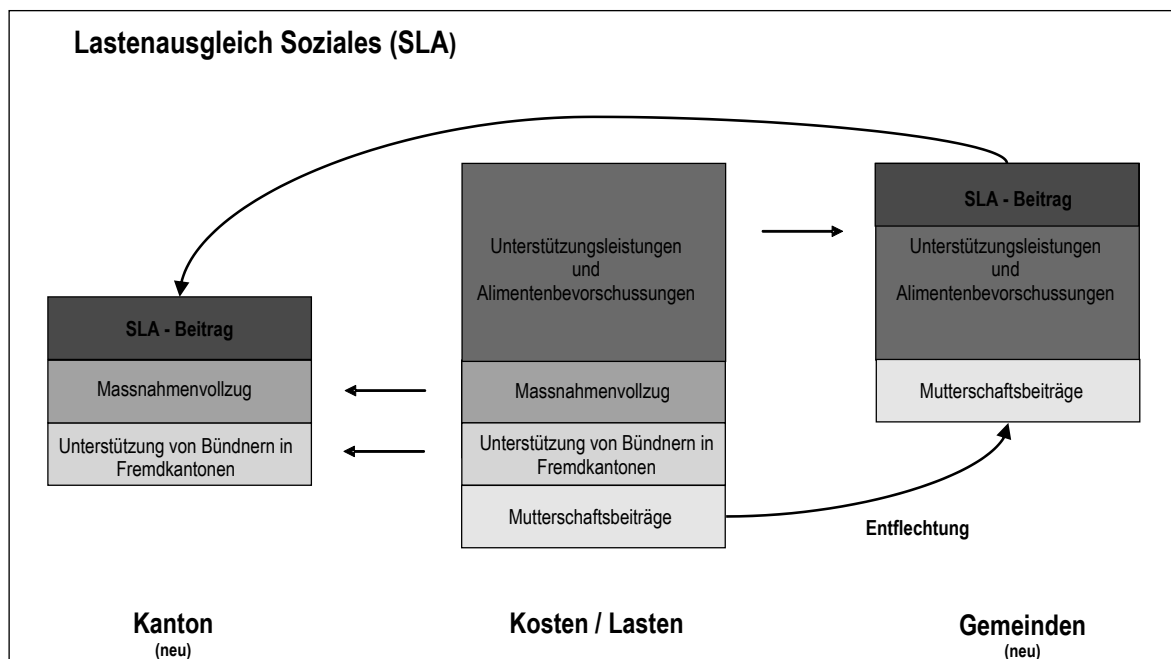 Lastenausgleich Soziales (SLA)
SLA - Beitrag
Massnahmenvollzug
Unterstützung von Bündnern in
Fremdkantonen
Kanton
(neu)
Unterstützungsleistungen
und
Alimentenbevorschussungen
Massnahmenvollzug
Unterstützung von Bündnern in
Fremdkantonen
Mutterschaftsbeiträge
Kosten / Lasten
SLA - Beitrag
Unterstützungsleistungen
und
Alimentenbevorschussungen
Mutterschaftsbeiträge
Entflechtung
Gemeinden
(neu)